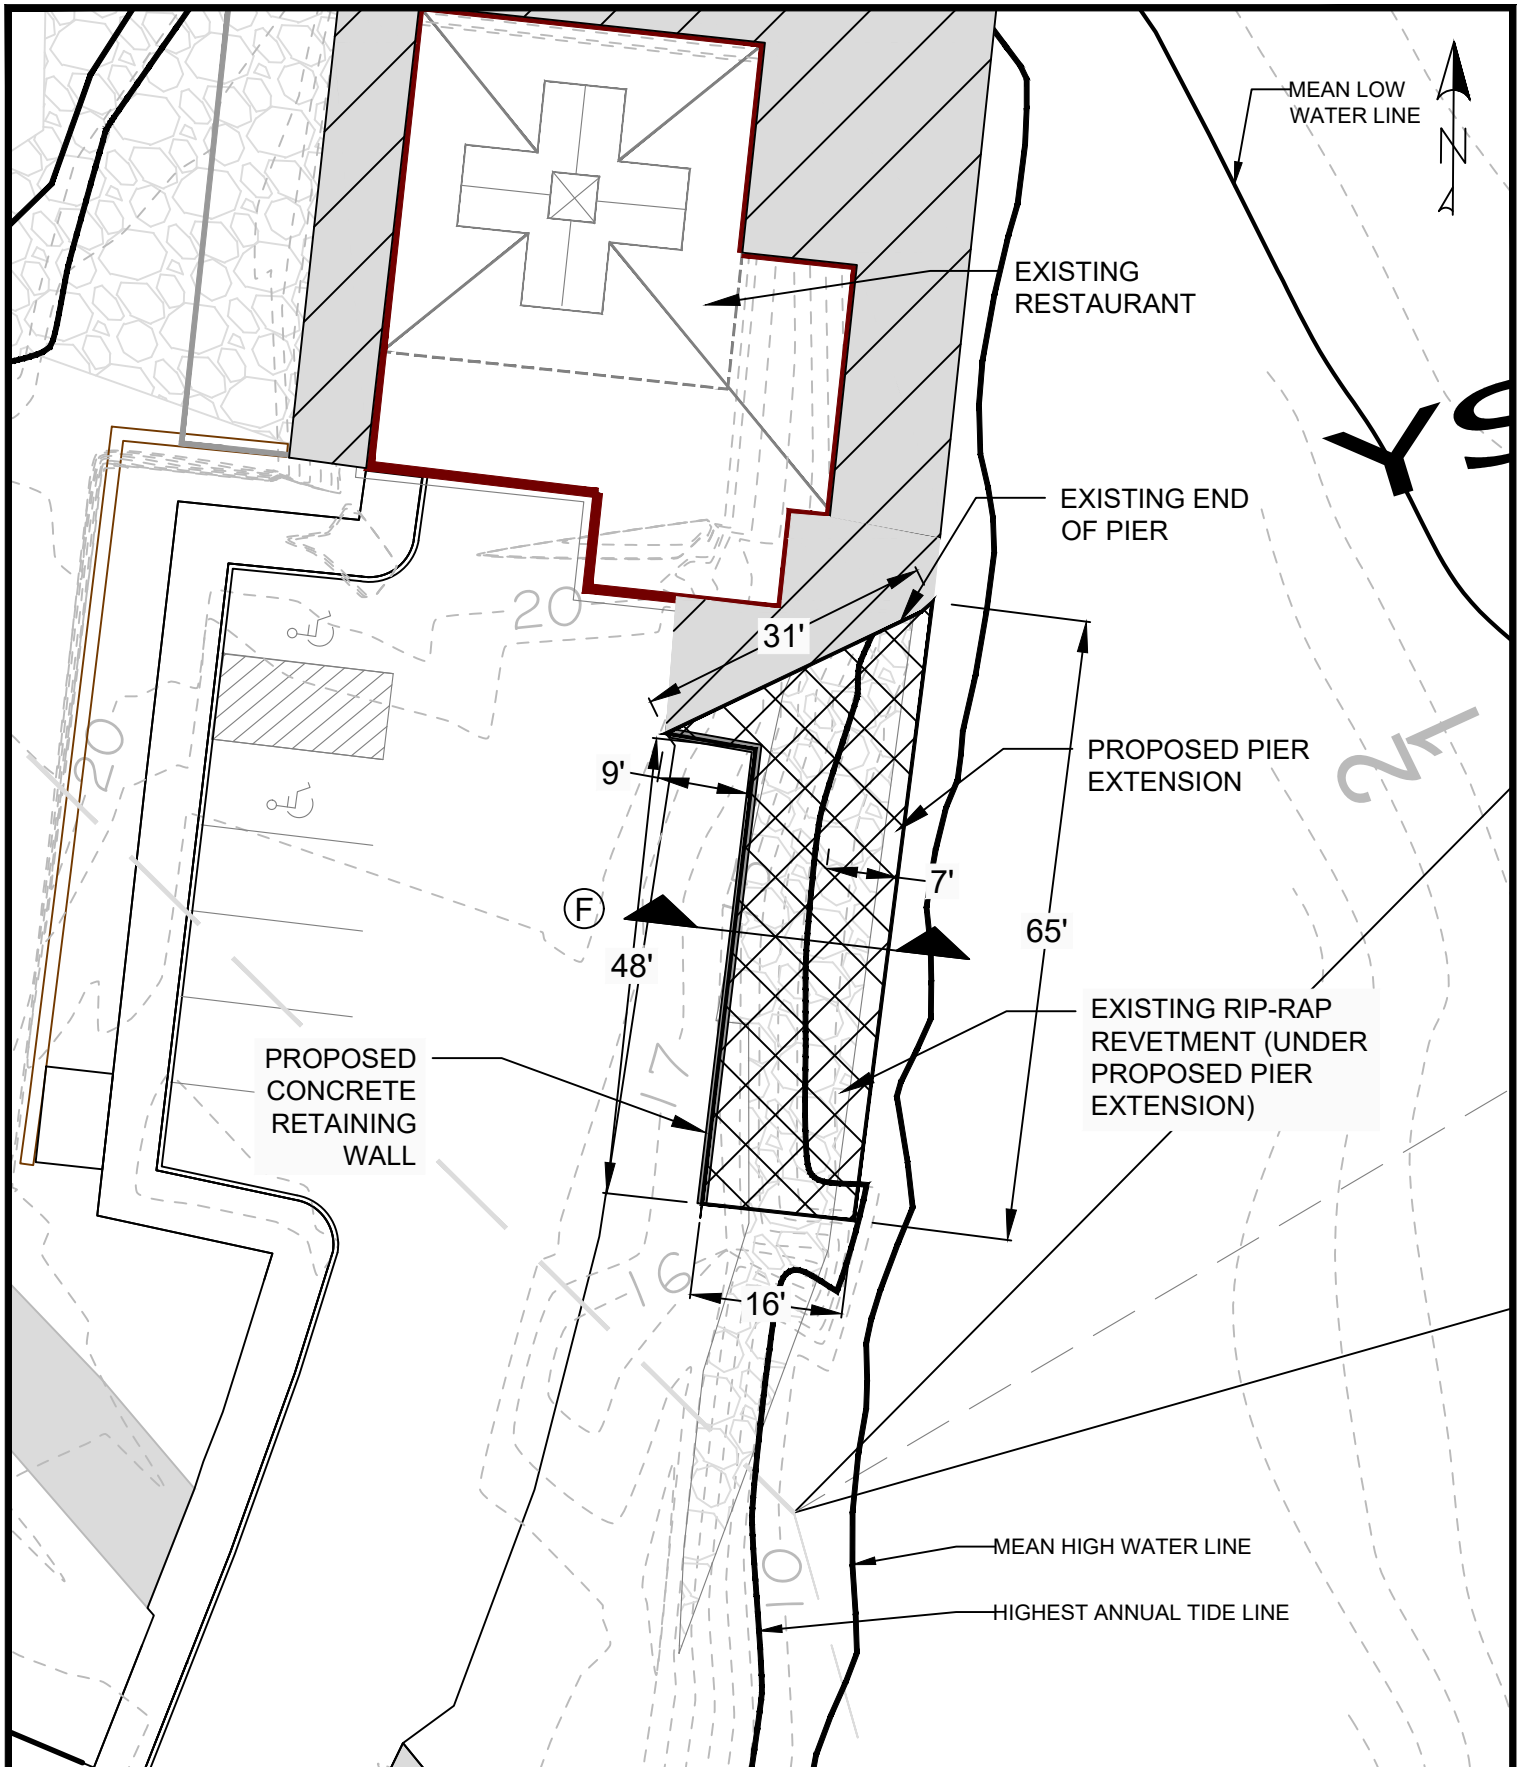 MEAN LOW
WATER LINE
N
EXISTING
RESTAURANT
Y S
EXISTING END
OF PIER
20
31'
20
PROPOSED PIER
EXTENSION
-2
9'
7'
F
65'
48'
EXISTING RIP-RAP
REVETMENT (UNDER
PROPOSED PIER
EXTENSION)
PROPOSED
CONCRETE
RETAINING
WALL
17
16
16'
MEAN HIGH WATER LINE
10
HIGHEST ANNUAL TIDE LINE